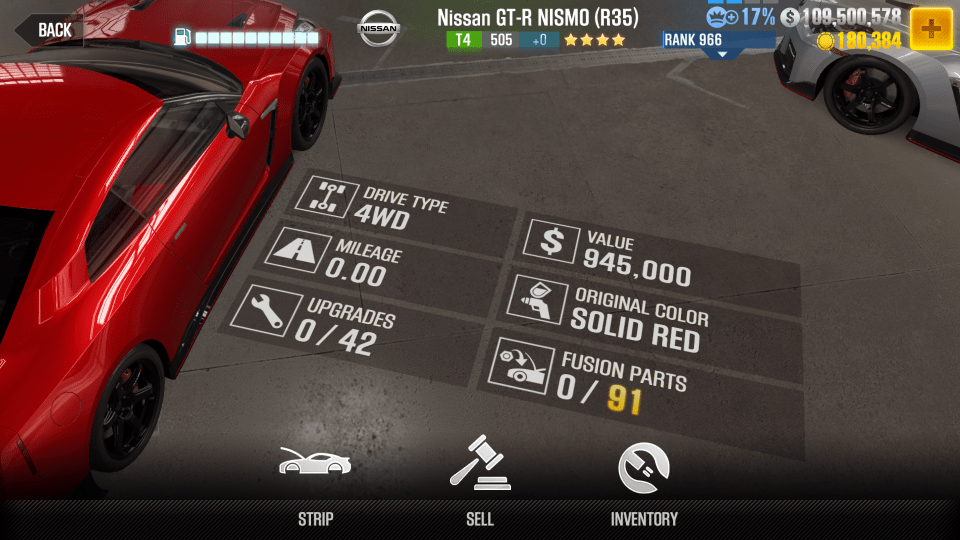 BACK
NISSAN
Nissan GT-R NISMO (R35)
T4 505 +0
17%
109,500,578
RANK 966
180,384
DRIVE TYPE
4WD
MILEAGE
0.00
UPGRADES
0 / 42
$ VALUE
945,000
ORIGINAL COLOR
SOLID RED
FUSION PARTS
0 / 91
STRIP
SELL
INVENTORY